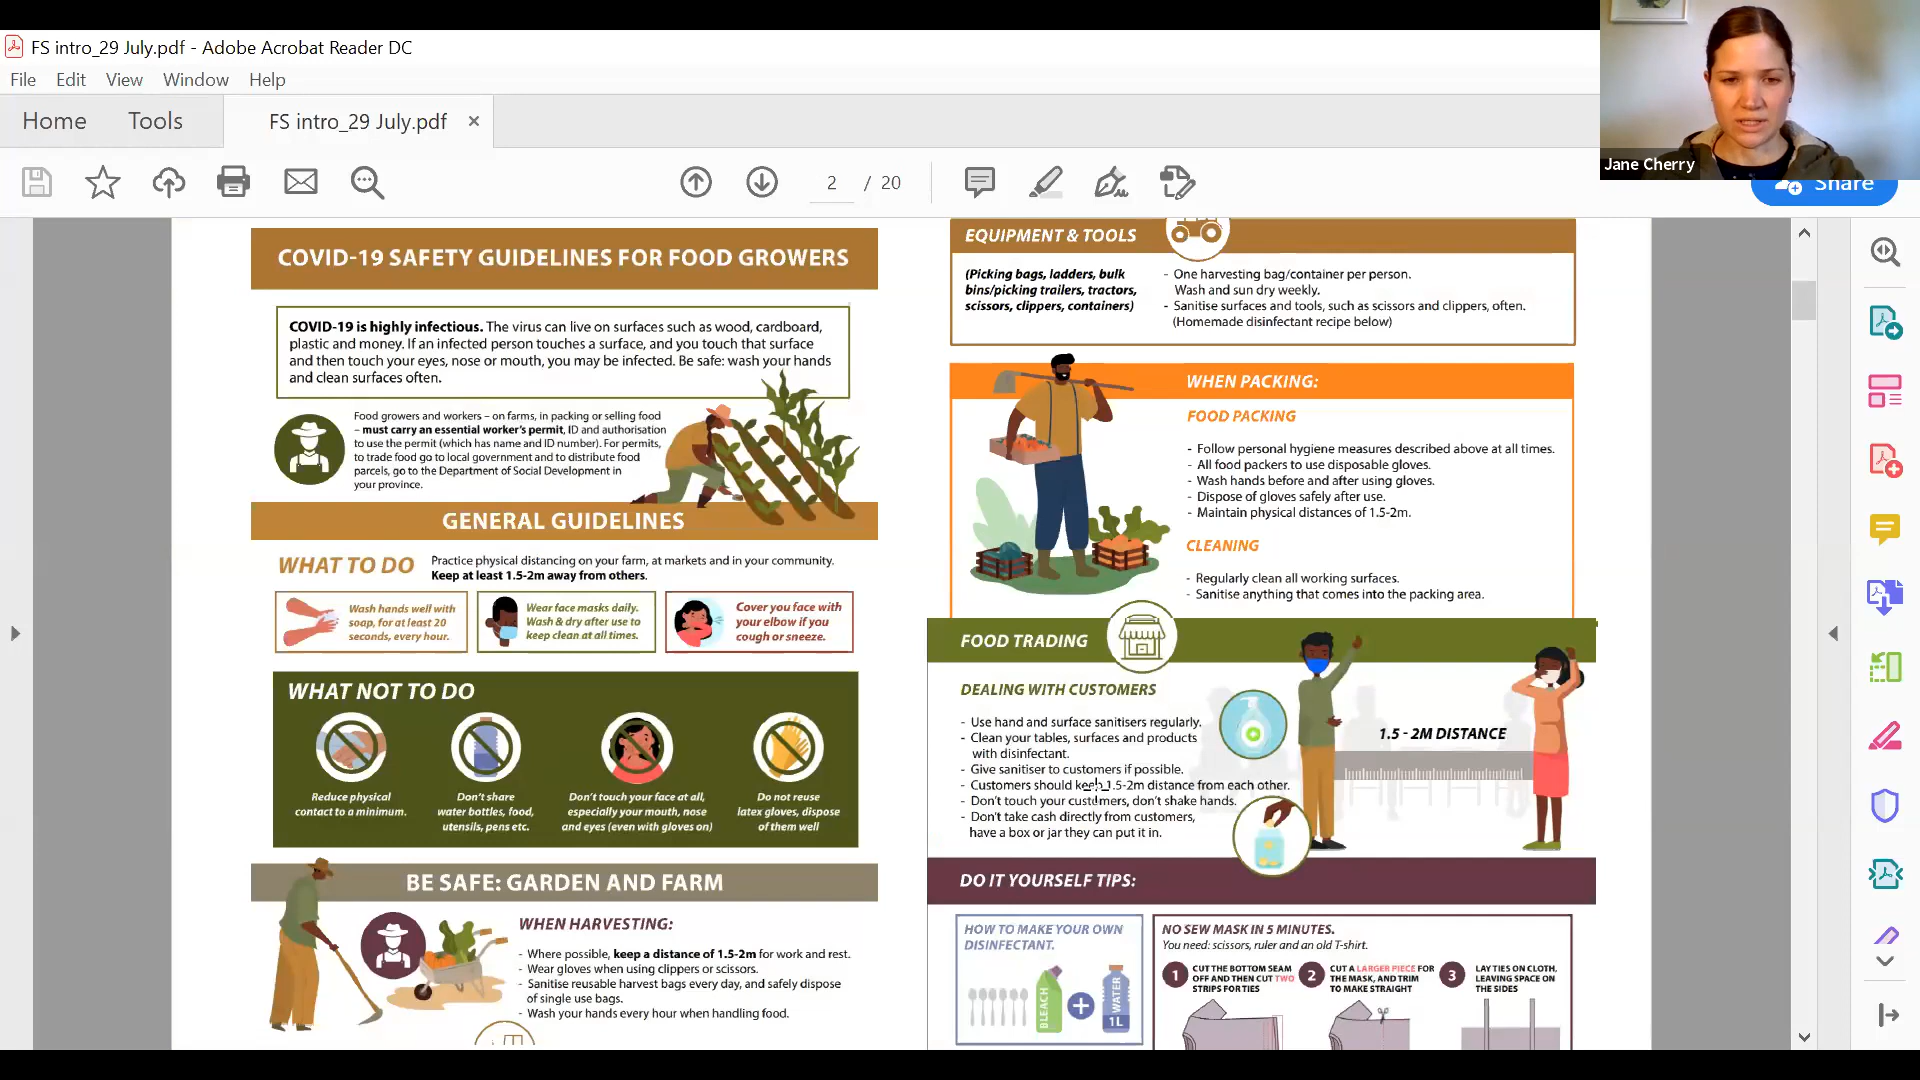 FS intro_29 July.pdf - Adobe Acrobat Reader DC
File Edit View Window Help
Home Tools FS intro_29 July.pdf ×
2 / 20
Share
Jane Cherry
COVID-19 SAFETY GUIDELINES FOR FOOD GROWERS
COVID-19 is highly infectious. The virus can live on surfaces such as wood, cardboard,
plastic and money. If an infected person touches a surface, and you touch that surface
and then touch your eyes, nose or mouth, you may be infected. Be safe: wash your hands
and clean surfaces often.
Food growers and workers – on farms, in packing or selling food
– must carry an essential worker's permit, ID and authorisation
to use the permit (which has name and ID number). For permits,
to trade food go to local government and to distribute food
parcels, go to the Department of Social Development in
your province.
GENERAL GUIDELINES
WHAT TO DO
Practice physical distancing on your farm, at markets and in your community.
Keep at least 1.5-2m away from others.
Wash hands well with
soap, for at least 20
seconds, every hour.
Wear face masks daily.
Wash & dry after use to
keep clean at all times.
Cover you face with
your elbow if you
cough or sneeze.
WHAT NOT TO DO
Reduce physical
contact to a minimum.
Don't share
water bottles, food,
utensils, pens etc.
Don't touch your face at all,
especially your mouth, nose
and eyes (even with gloves on)
Do not reuse
latex gloves, dispose
of them well
BE SAFE: GARDEN AND FARM
WHEN HARVESTING:
- Where possible, keep a distance of 1.5-2m for work and rest.
- Wear gloves when using clippers or scissors.
- Sanitise reusable harvest bags every day, and safely dispose
of single use bags.
- Wash your hands every hour when handling food.
EQUIPMENT & TOOLS
(Picking bags, ladders, bulk
bins/picking trailers, tractors,
scissors, clippers, containers)
- One harvesting bag/container per person.
Wash and sun dry weekly.
- Sanitise surfaces and tools, such as scissors and clippers, often.
(Homemade disinfectant recipe below)
WHEN PACKING:
FOOD PACKING
- Follow personal hygiene measures described above at all times.
- All food packers to use disposable gloves.
- Wash hands before and after using gloves.
- Dispose of gloves safely after use.
- Maintain physical distances of 1.5-2m.
CLEANING
- Regularly clean all working surfaces.
- Sanitise anything that comes into the packing area.
FOOD TRADING
DEALING WITH CUSTOMERS
- Use hand and surface sanitisers regularly.
- Clean your tables, surfaces and products
with disinfectant.
- Give sanitiser to customers if possible.
- Customers should keep 1.5-2m distance from each other.
- Don't touch your customers, don't shake hands.
- Don't take cash directly from customers,
have a box or jar they can put it in.
1.5 - 2M DISTANCE
DO IT YOURSELF TIPS:
HOW TO MAKE YOUR OWN
DISINFECTANT.
BLEACH
WATER
1L
NO SEW MASK IN 5 MINUTES.
You need: scissors, ruler and an old T-shirt.
1 CUT THE BOTTOM SEAM
OFF AND THEN CUT TWO
STRIPS FOR TIES
2 CUT A LARGER PIECE FOR
THE MASK, AND TRIM
TO MAKE STRAIGHT
3 LAY TIES ON CLOTH,
LEAVING SPACE ON
THE SIDES